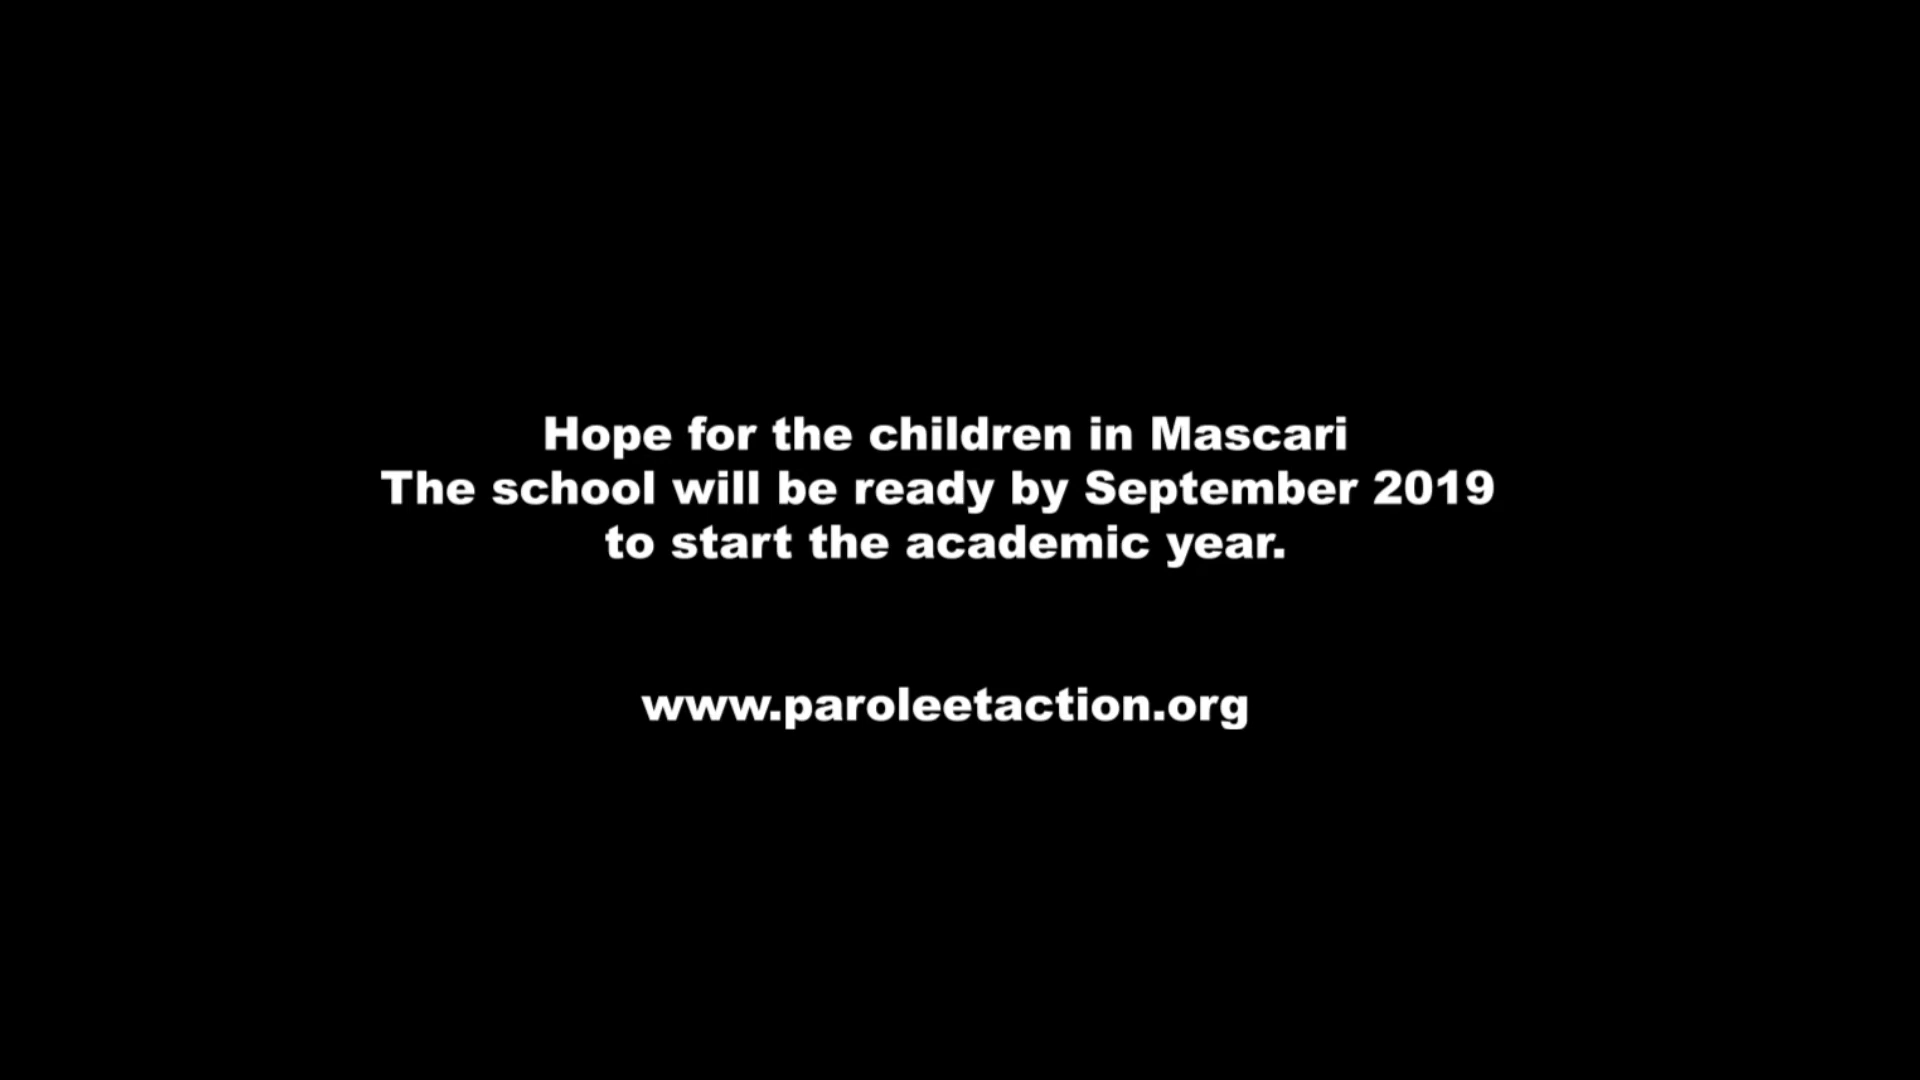 Hope for the children in Mascari
The school will be ready by September 2019
to start the academic year.
www.paroleetaction.org